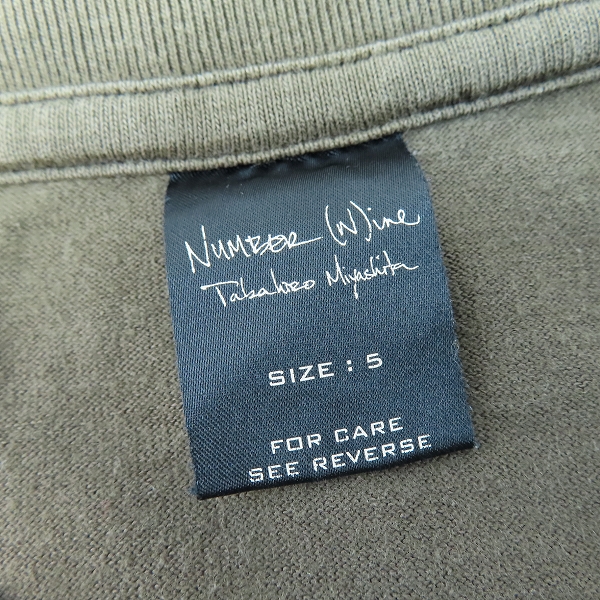 NUMBER (N)ine
Takahiro Miyashita
SIZE : 5
FOR CARE
SEE REVERSE